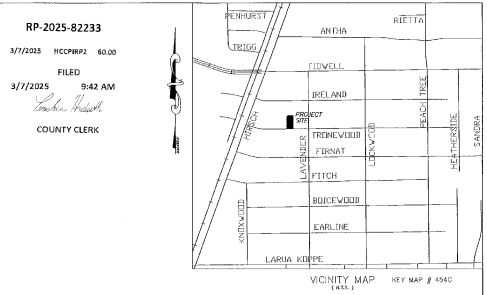 RP-2025-82233
3/7/2025 HCCPIRP2 60.00
FILED
3/7/2025 9:42 AM
COUNTY CLERK
PENHURST
RIETTA
ANTHA
TRIGG
TIDWELL
IRELAND
PEACH TREE
HIRSCH
PROJECT
SITE
TRONEWOOD
LAVENDER
LOCKWOOD
HEATHERSIDE
SANDRA
FIRNAT
FITCH
BOICEWOOD
KNOXWOOD
EARLINE
LARUA KOPPE
VICINITY MAP KEY MAP # 454C
(N.T.S.)